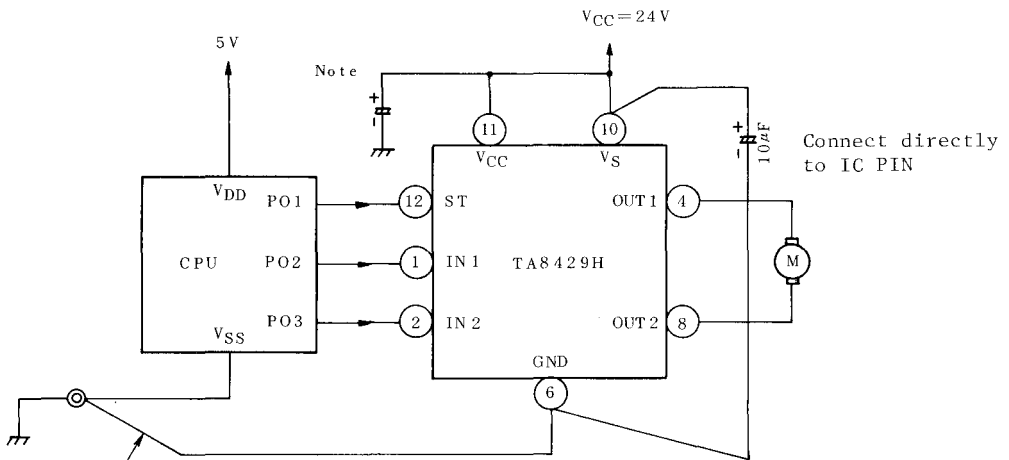 VCC=24V
5V
Note
10μF
Connect directly
to IC PIN
11
10
VCC
VS
VDD
PO1
12
ST
OUT1
4
CPU
PO2
1
IN1
TA8429H
M
PO3
2
IN2
OUT2
8
VSS
GND
6